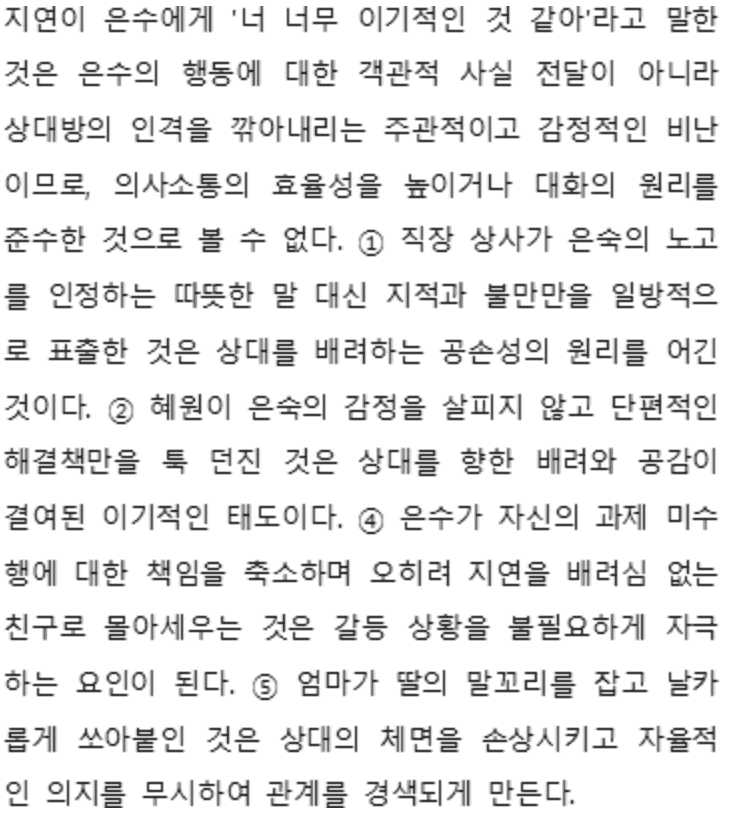 지연이 은수에게 '너 너무 이기적인 것 같아'라고 말한
것은 은수의 행동에 대한 객관적 사실 전달이 아니라
상대방의 인격을 깎아내리는 주관적이고 감정적인 비난
이므로, 의사소통의 효율성을 높이거나 대화의 원리를
준수한 것으로 볼 수 없다. ① 직장 상사가 은숙의 노고
를 인정하는 따뜻한 말 대신 지적과 불만만을 일방적으
로 표출한 것은 상대를 배려하는 공손성의 원리를 어긴
것이다. ② 혜원이 은숙의 감정을 살피지 않고 단편적인
해결책만을 툭 던진 것은 상대를 향한 배려와 공감이
결여된 이기적인 태도이다. ④ 은수가 자신의 과제 미수
행에 대한 책임을 축소하며 오히려 지연을 배려심 없는
친구로 몰아세우는 것은 갈등 상황을 불필요하게 자극
하는 요인이 된다. ⑤ 엄마가 딸의 말꼬리를 잡고 날카
롭게 쏘아붙인 것은 상대의 체면을 손상시키고 자율적
인 의지를 무시하여 관계를 경색되게 만든다.